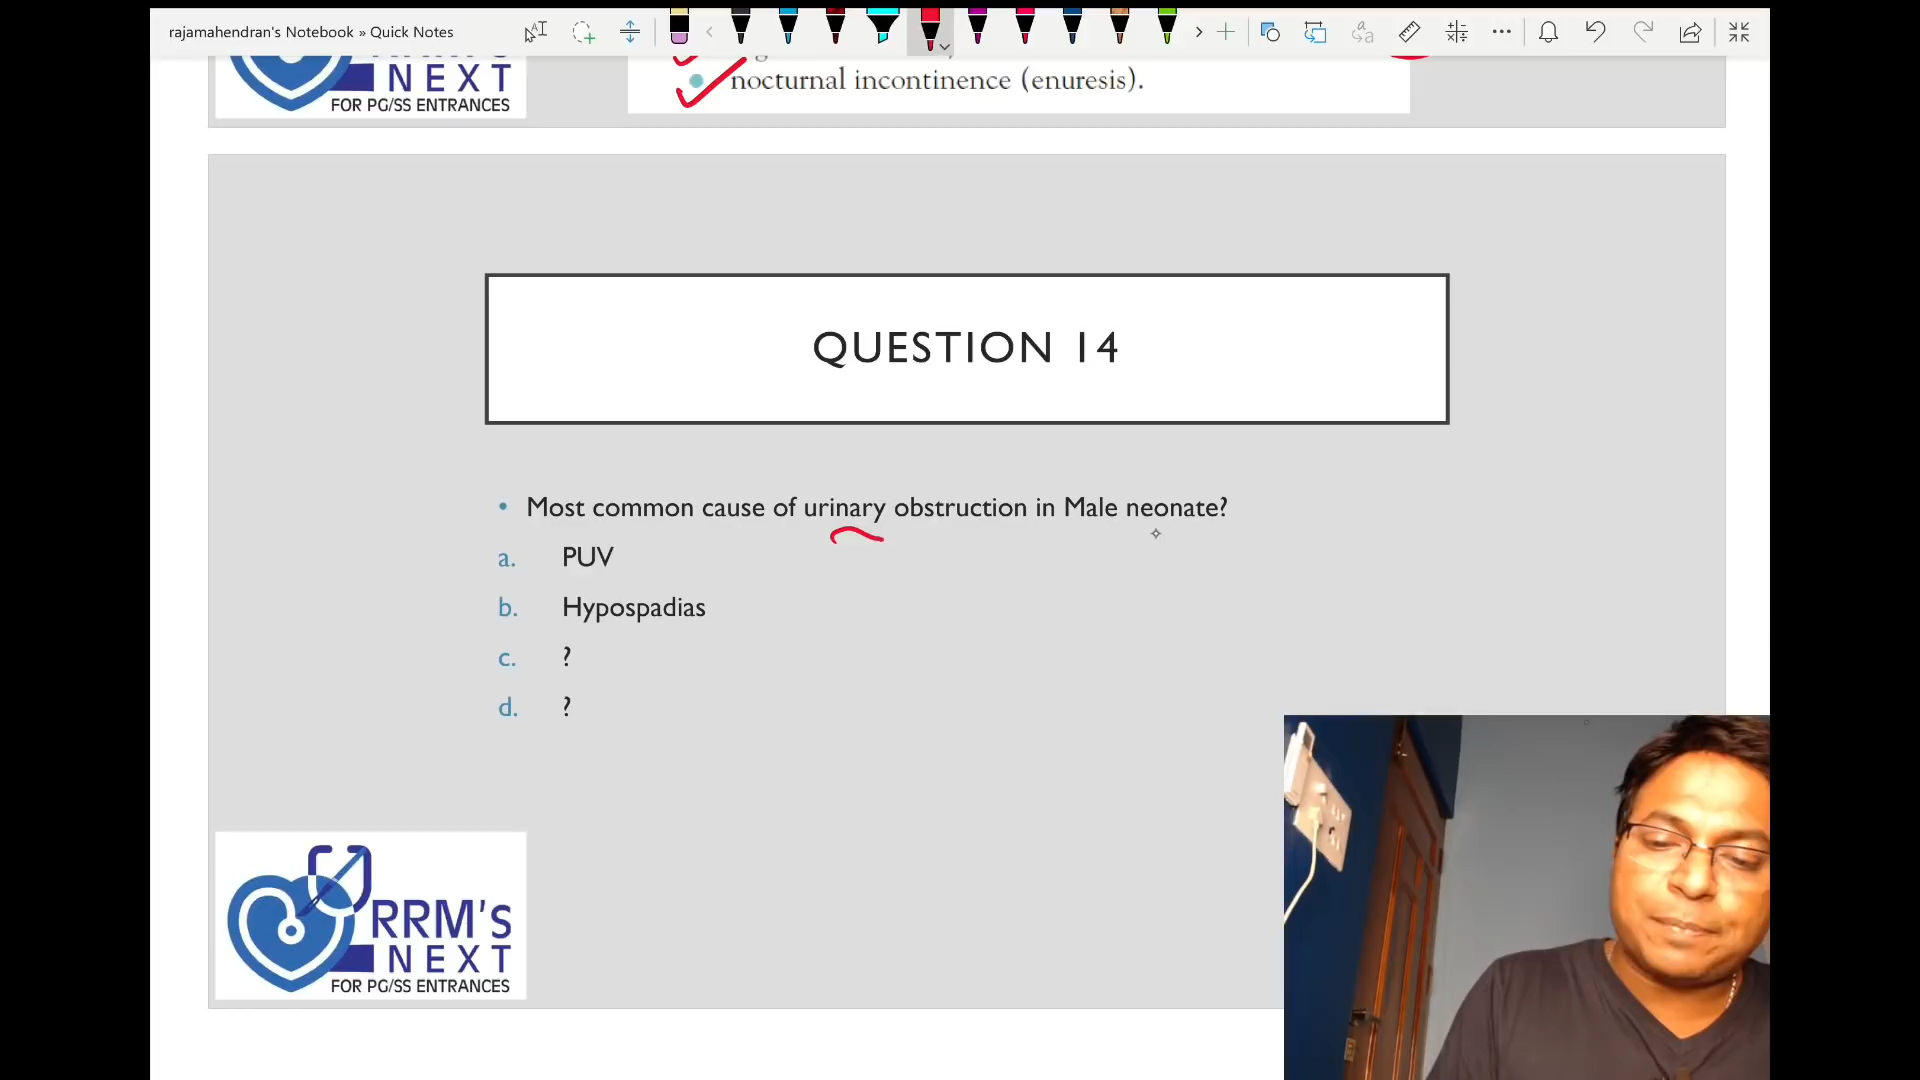 rajamahendran's Notebook » Quick Notes
NEXT
FOR PG/SS ENTRANCES
nocturnal incontinence (enuresis).
QUESTION 14
• Most common cause of urinary obstruction in Male neonate?
a. PUV
b. Hypospadias
c. ?
d. ?
RRM'S
NEXT
FOR PG/SS ENTRANCES